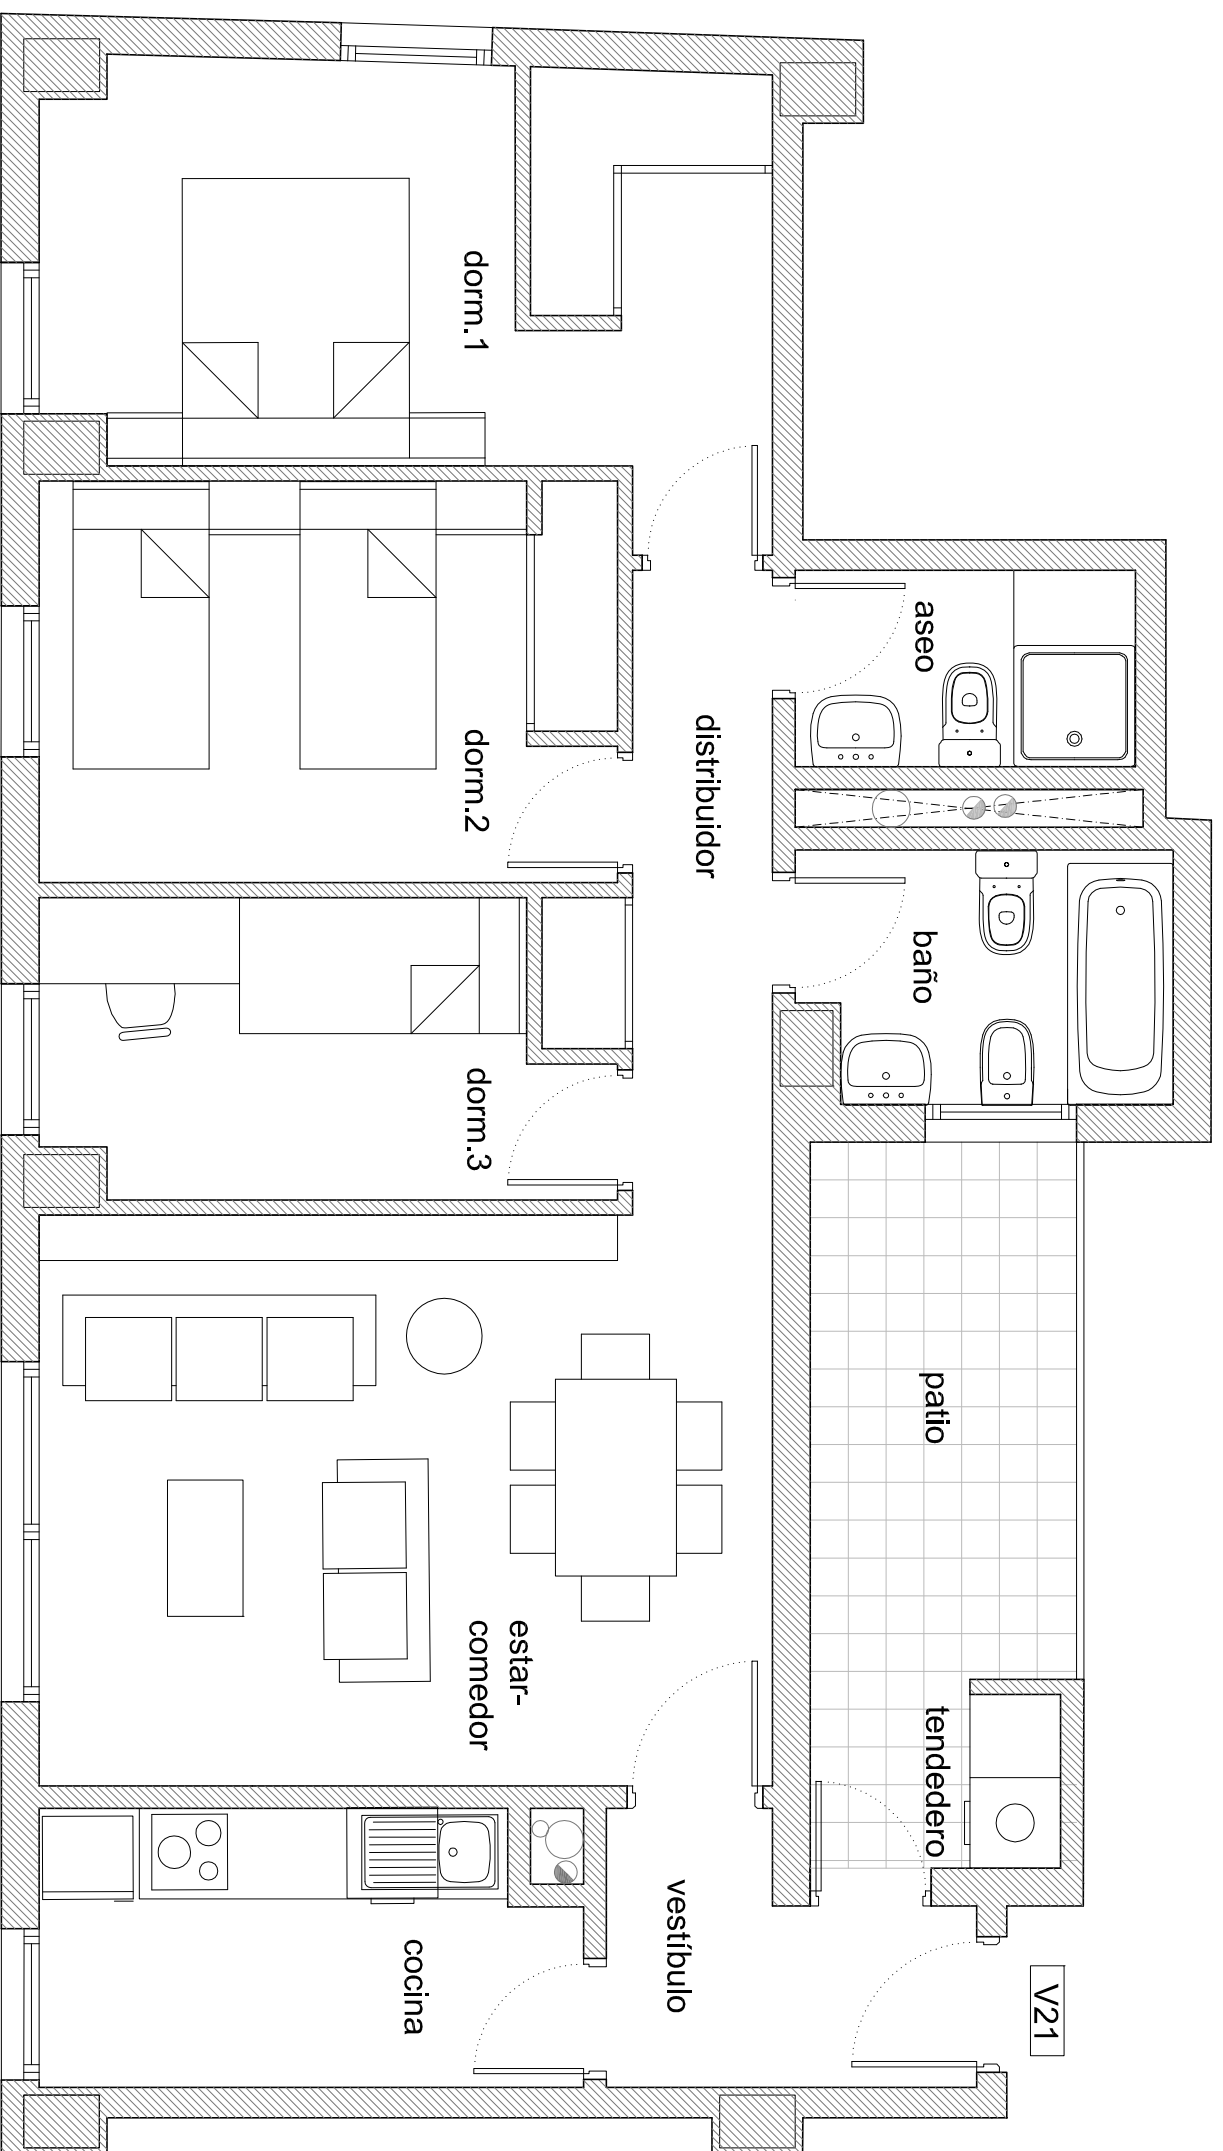 dorm.1
aseo
distribuidor
dorm.2
baño
dorm.3
patio
estar-
comedor
tendedero
vestíbulo
cocina
V21